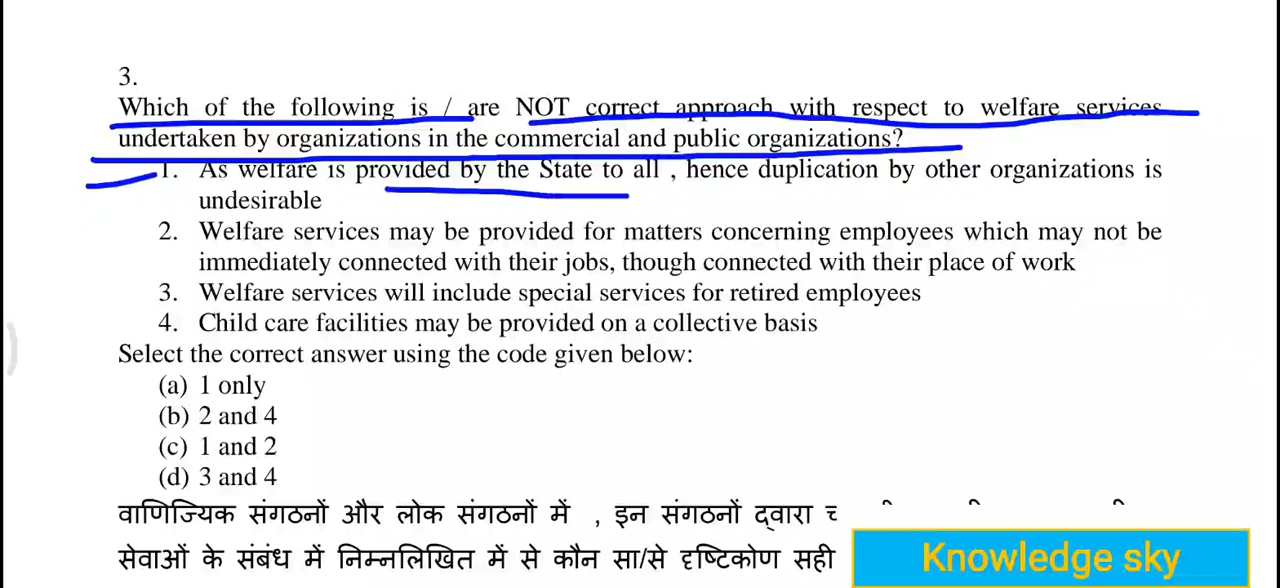 3.
Which of the following is / are NOT correct approach with respect to welfare services
undertaken by organizations in the commercial and public organizations?
1. As welfare is provided by the State to all , hence duplication by other organizations is
undesirable
2. Welfare services may be provided for matters concerning employees which may not be
immediately connected with their jobs, though connected with their place of work
3. Welfare services will include special services for retired employees
4. Child care facilities may be provided on a collective basis
Select the correct answer using the code given below:
(a) 1 only
(b) 2 and 4
(c) 1 and 2
(d) 3 and 4
वाणिज्यिक संगठनों और लोक संगठनों में , इन संगठनों द्वारा
सेवाओं के संबंध में निम्नलिखित में से कौन सा/से दृष्टिकोण सही
Knowledge sky